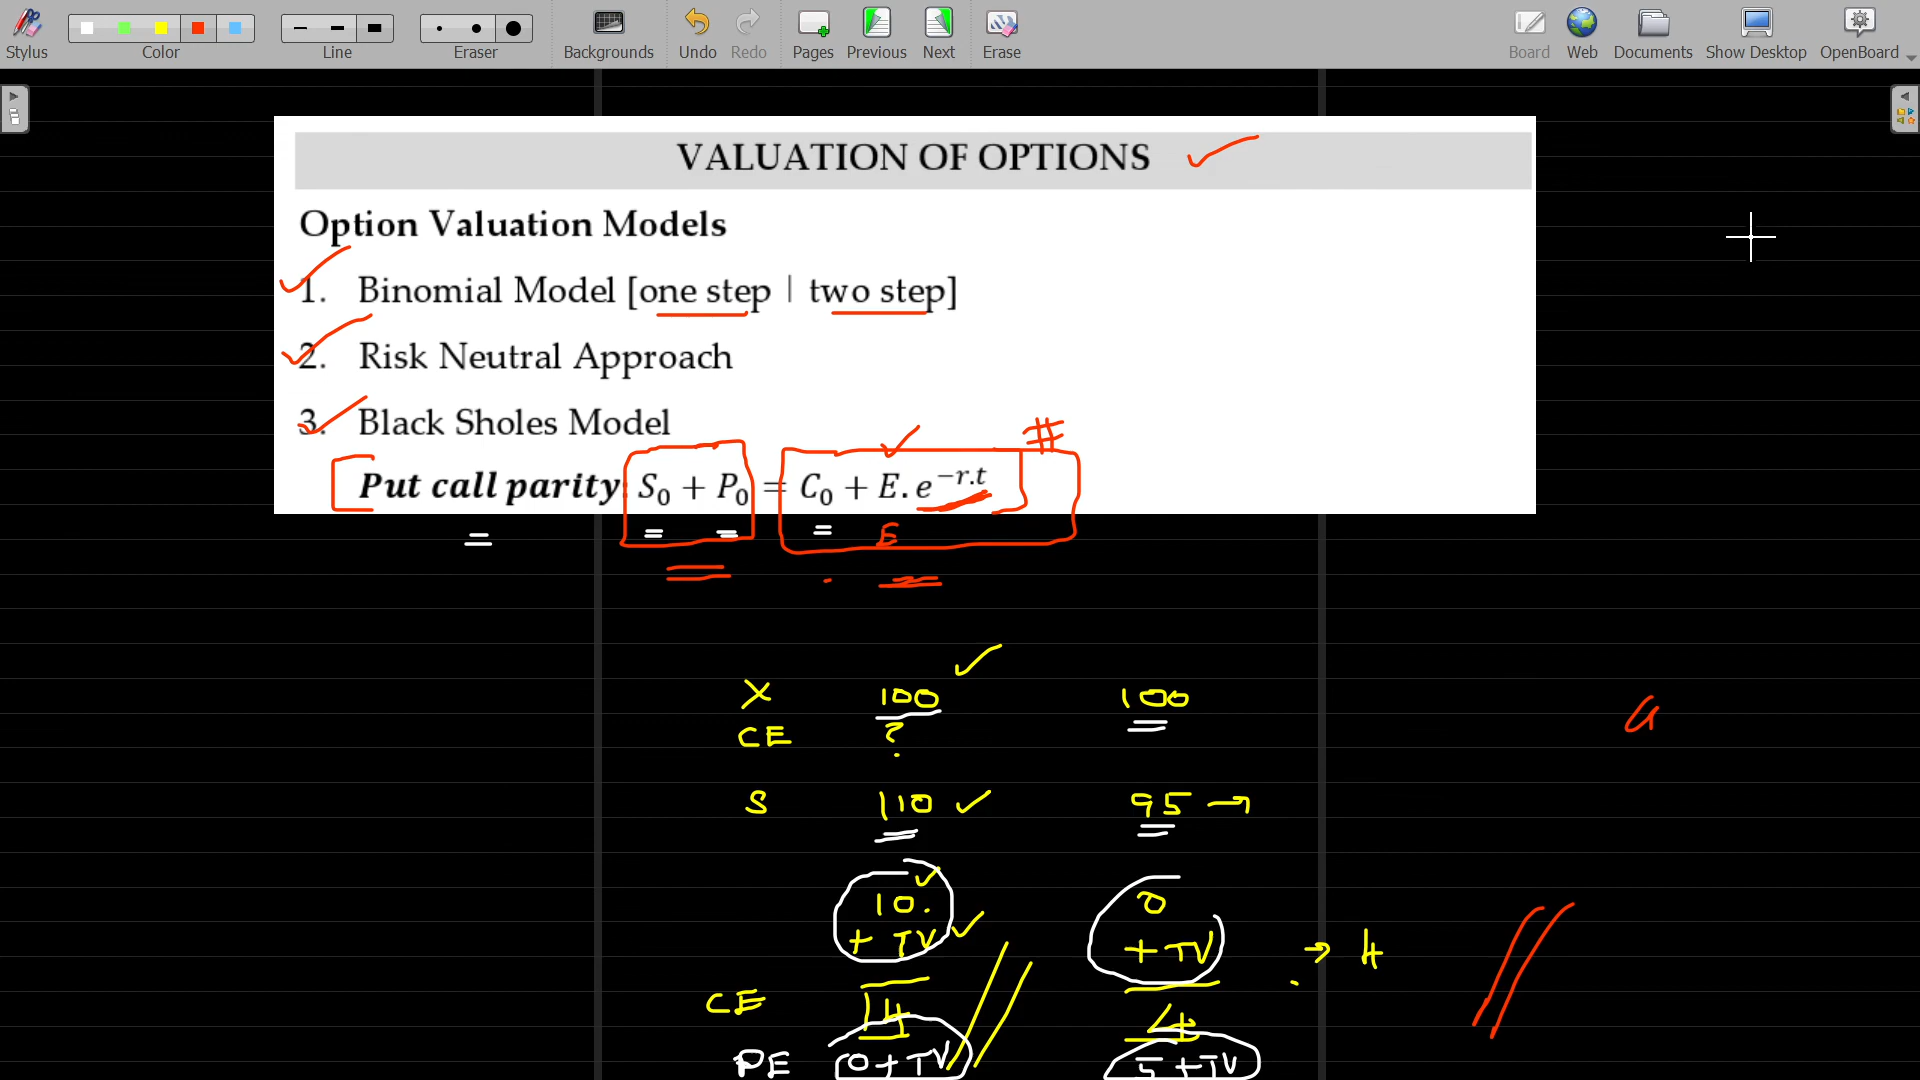 Stylus Color Line Eraser Backgrounds Undo Redo Pages Previous Next Erase Board Web Documents Show Desktop OpenBoard
VALUATION OF OPTIONS
Option Valuation Models
1. Binomial Model [one step | two step]
2. Risk Neutral Approach
3. Black Sholes Model
#
Put call parity: S₀ + P₀ = C₀ + E.e^{-r.t}
E
X 100 100
CE ?
S 110 95 →
10. 0
+ TV + TV → 4
CE 14 4
PE 0 + TV 5 + TV